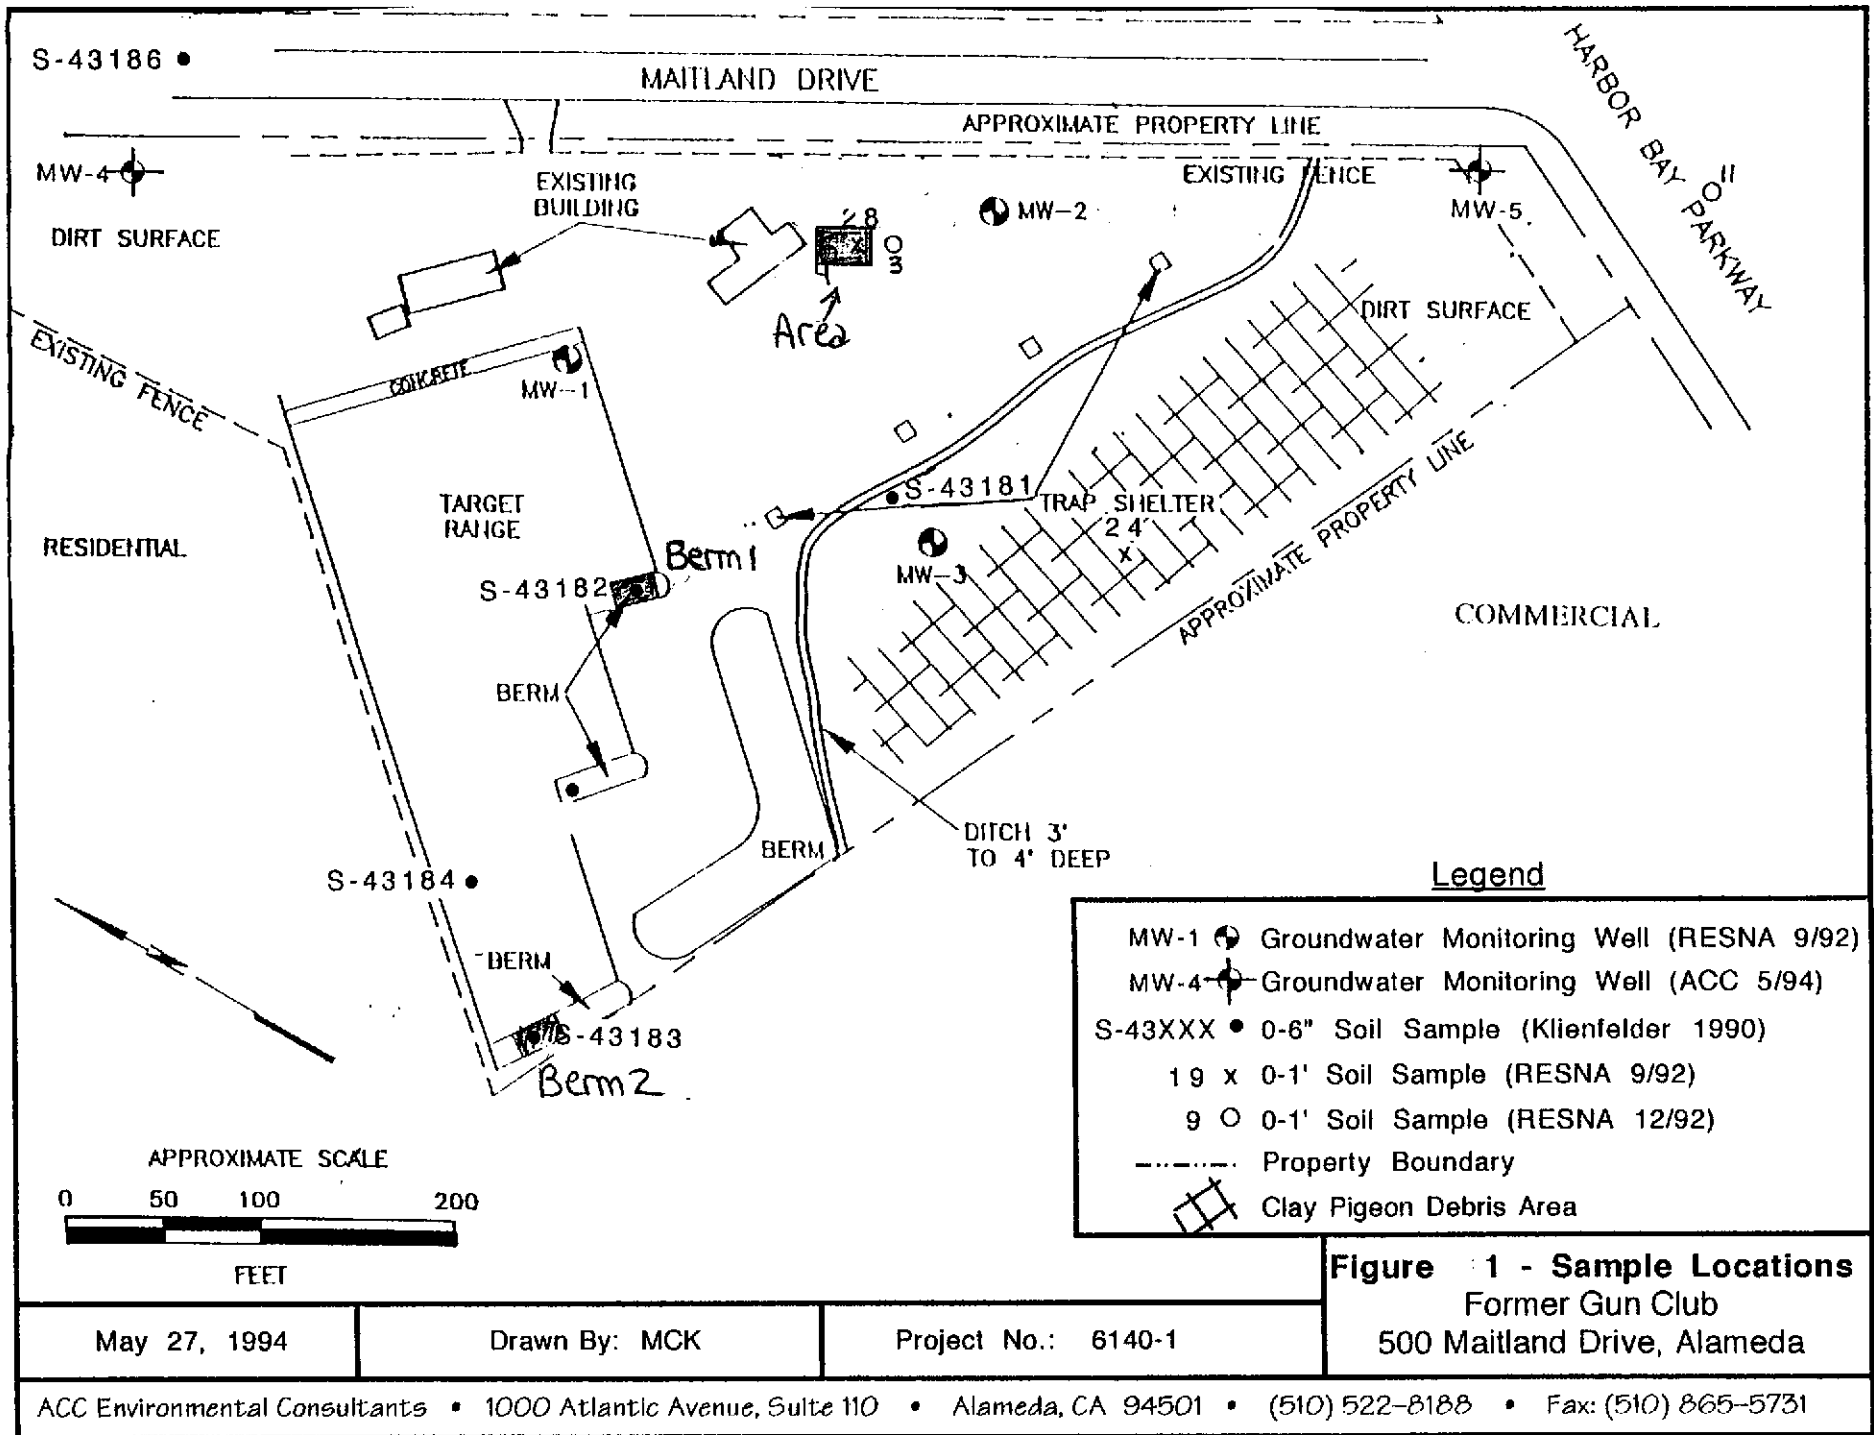 S-43186
MAITLAND DRIVE
HARBOR BAY PARKWAY
APPROXIMATE PROPERTY LINE
MW-4
EXISTING
BUILDING
EXISTING FENCE
MW-2
MW-5
11
28
3
DIRT SURFACE
Area
DIRT SURFACE
EXISTING FENCE
CONCRETE
MW-1
TARGET
RANGE
S-43181
TRAP SHELTER
24
MW-3
APPROXIMATE PROPERTY LINE
RESIDENTIAL
Berm 1
S-43182
COMMERCIAL
BERM
BERM
DITCH 3'
TO 4' DEEP
S-43184
BERM
S-43183
Berm 2
Legend
MW-1 Groundwater Monitoring Well (RESNA 9/92)
MW-4 Groundwater Monitoring Well (ACC 5/94)
S-43XXX 0-6" Soil Sample (Klienfelder 1990)
19 x 0-1' Soil Sample (RESNA 9/92)
9 O 0-1' Soil Sample (RESNA 12/92)
Property Boundary
Clay Pigeon Debris Area
APPROXIMATE SCALE
0 50 100 200
FEET
Figure 1 - Sample Locations
Former Gun Club
500 Maitland Drive, Alameda
May 27, 1994
Drawn By: MCK
Project No.: 6140-1
ACC Environmental Consultants • 1000 Atlantic Avenue, Suite 110 • Alameda, CA 94501 • (510) 522-8188 • Fax: (510) 865-5731